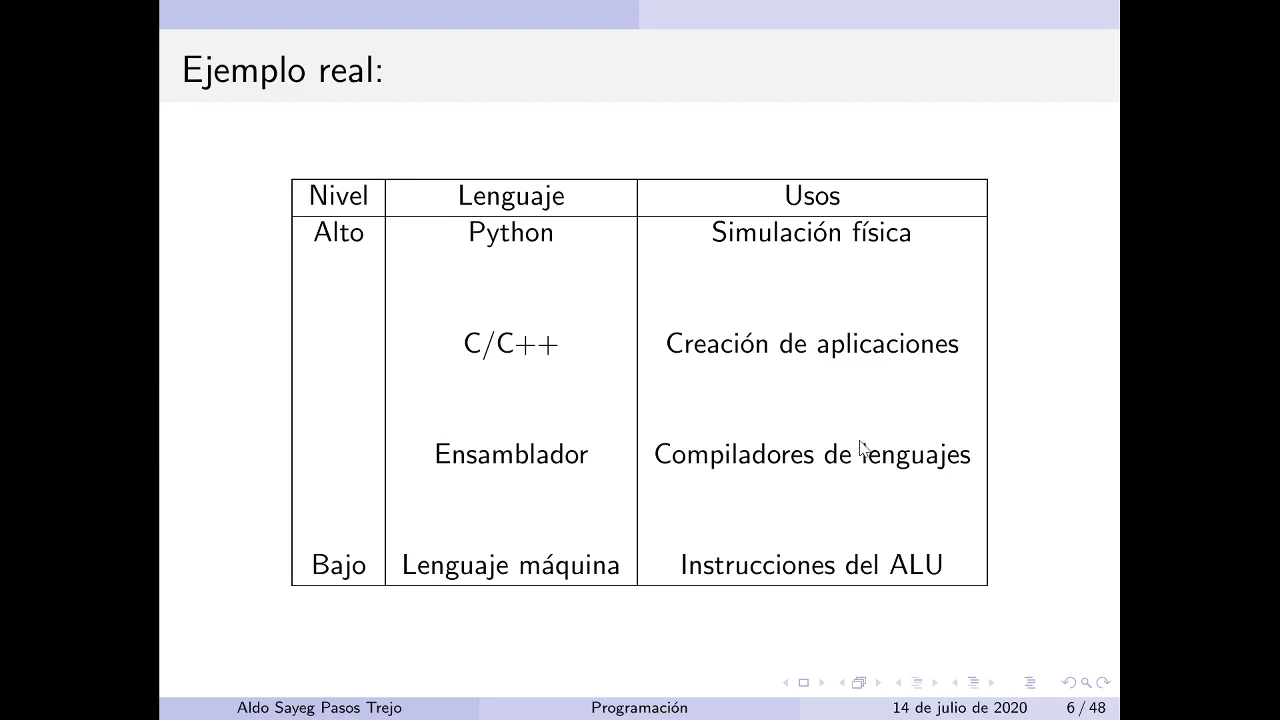 Ejemplo real:
Nivel Lenguaje Usos
Alto Python Simulación física
C/C++ Creación de aplicaciones
Ensamblador Compiladores de lenguajes
Bajo Lenguaje máquina Instrucciones del ALU
Aldo Sayeg Pasos Trejo Programación 14 de julio de 2020 6 / 48